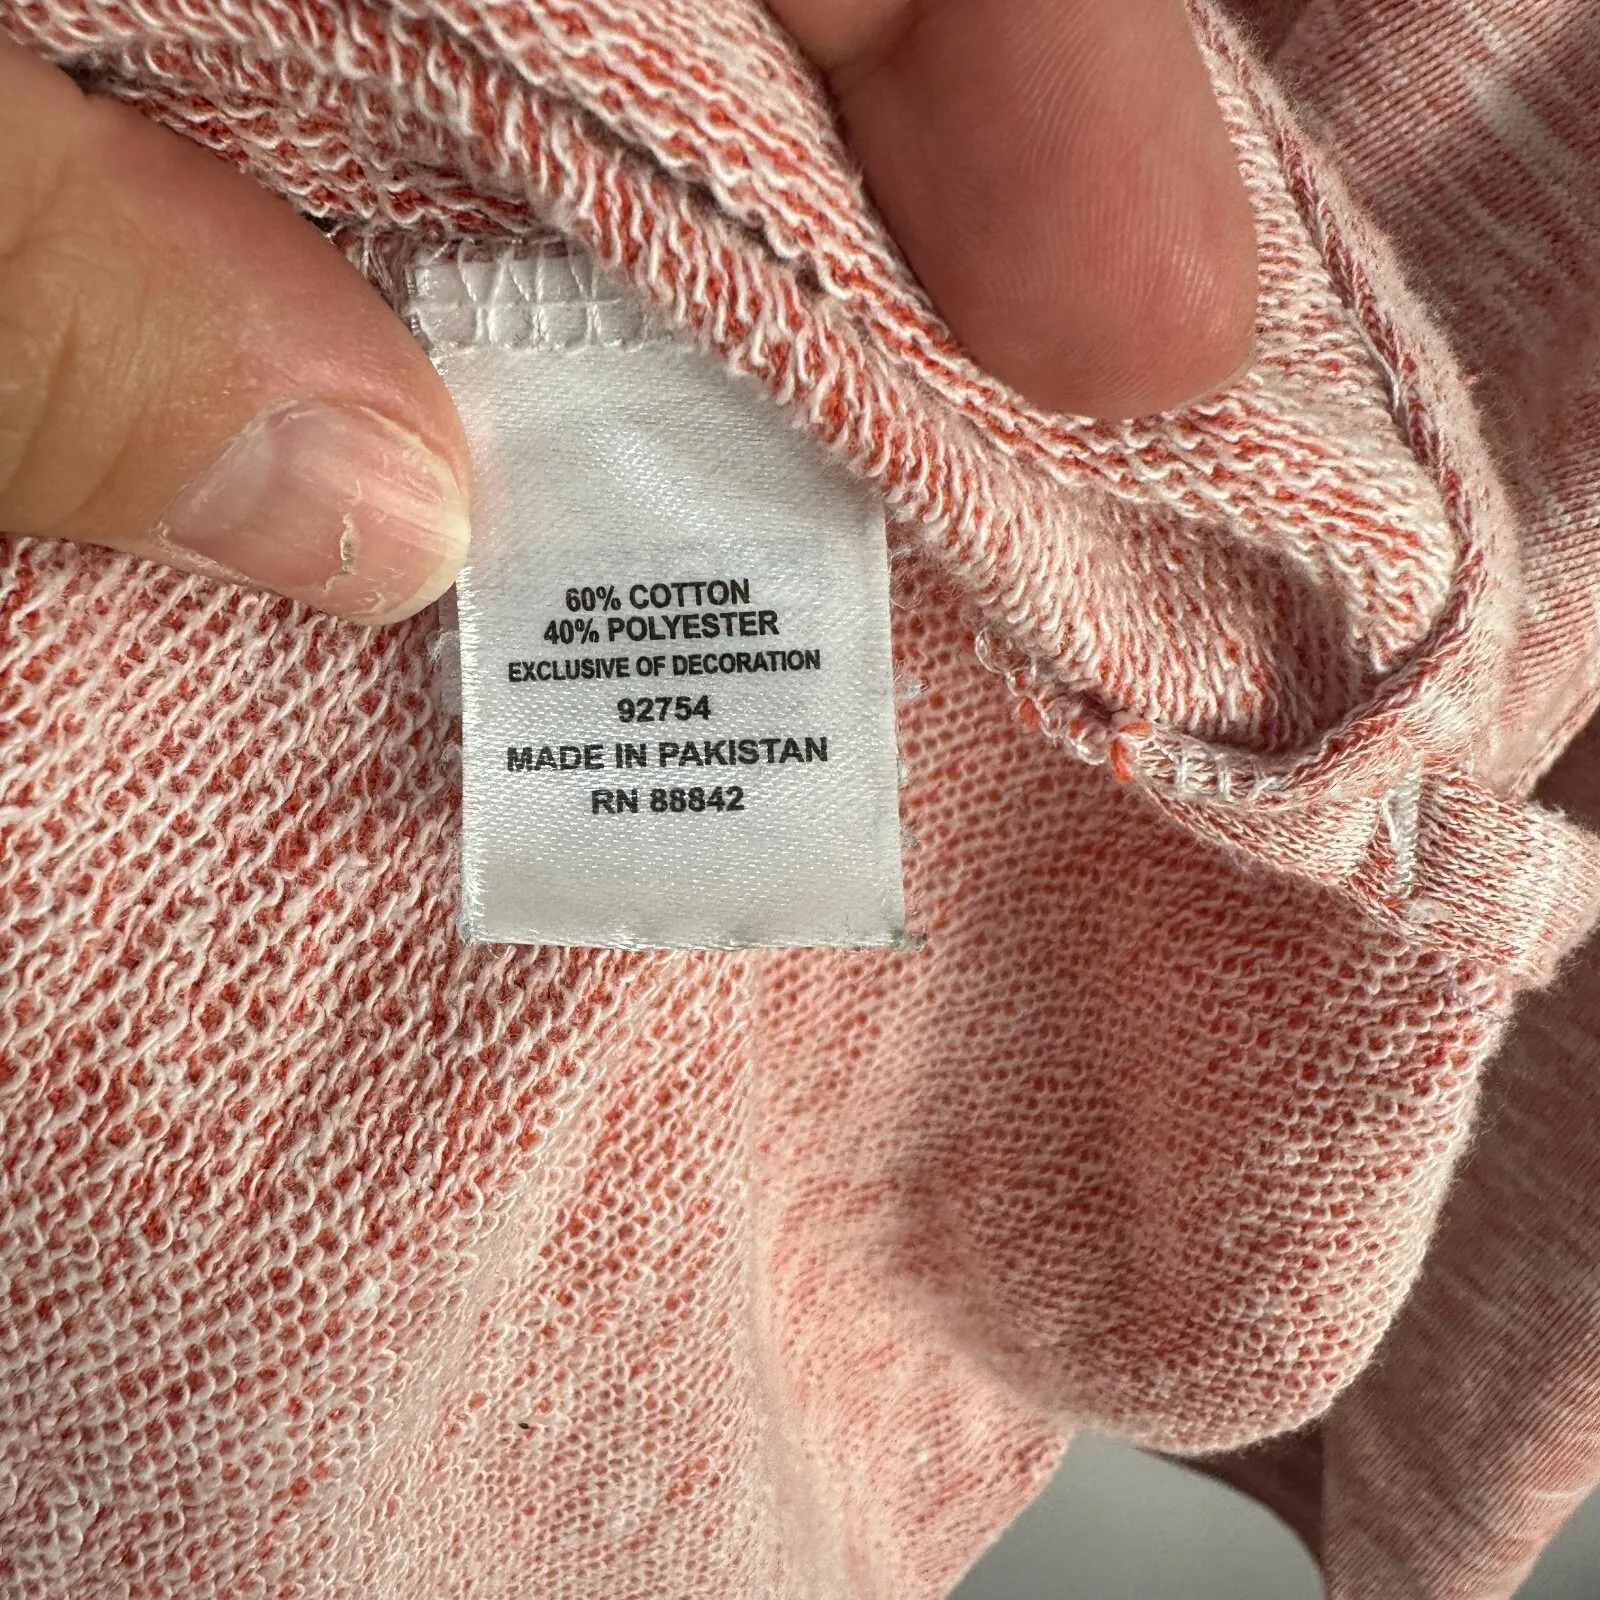 60% COTTON
40% POLYESTER
EXCLUSIVE OF DECORATION
92754
MADE IN PAKISTAN
RN 88842